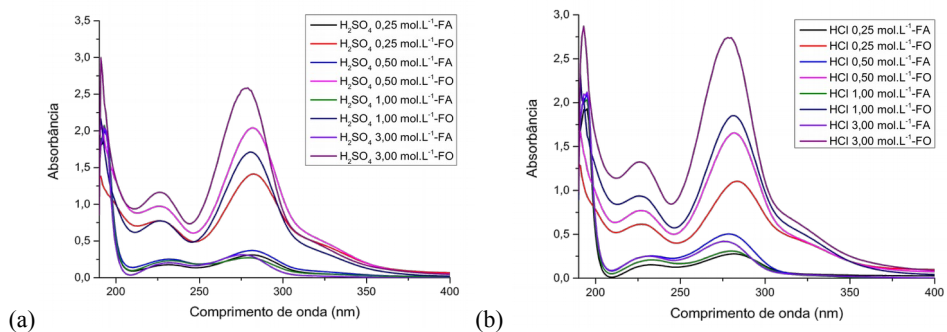 3,5
3,0
2,5
2,0
1,5
1,0
0,5
0,0
Absorbância
200
250
300
350
400
Comprimento de onda (nm)
H₂SO₄ 0,25 mol.L⁻¹-FA
H₂SO₄ 0,25 mol.L⁻¹-FO
H₂SO₄ 0,50 mol.L⁻¹-FA
H₂SO₄ 0,50 mol.L⁻¹-FO
H₂SO₄ 1,00 mol.L⁻¹-FA
H₂SO₄ 1,00 mol.L⁻¹-FO
H₂SO₄ 3,00 mol.L⁻¹-FA
H₂SO₄ 3,00 mol.L⁻¹-FO
(a)
3,0
2,5
2,0
1,5
1,0
0,5
0,0
Absorbância
200
250
300
350
400
Comprimento de onda (nm)
HCl 0,25 mol.L⁻¹-FA
HCl 0,25 mol.L⁻¹-FO
HCl 0,50 mol.L⁻¹-FA
HCl 0,50 mol.L⁻¹-FO
HCl 1,00 mol.L⁻¹-FA
HCl 1,00 mol.L⁻¹-FO
HCl 3,00 mol.L⁻¹-FA
HCl 3,00 mol.L⁻¹-FO
(b)